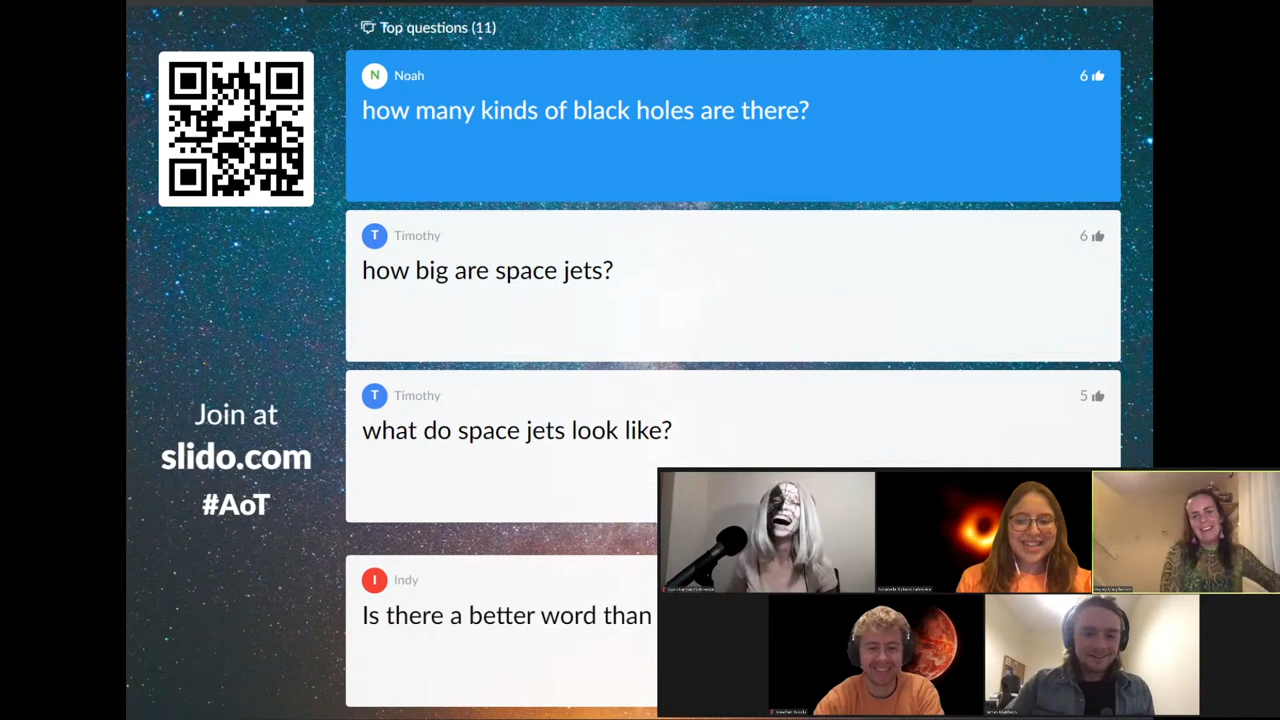 Top questions (11)
N Noah 6
how many kinds of black holes are there?
T Timothy 6
how big are space jets?
T Timothy 5
what do space jets look like?
Join at
slido.com
#AoT
I Indy
Is there a better word than